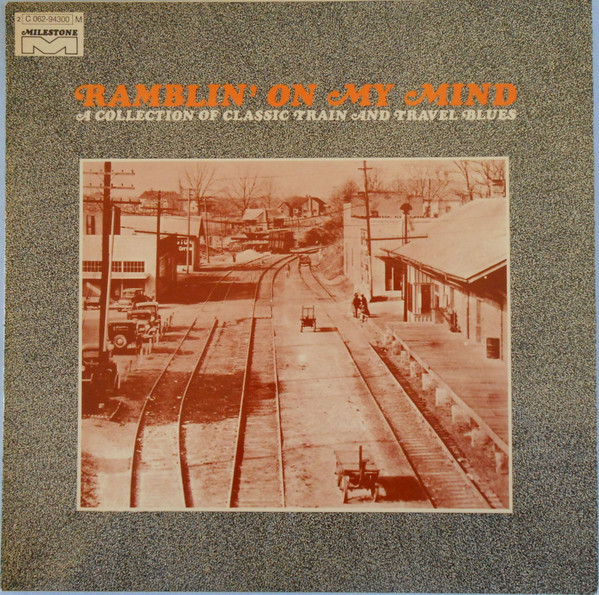 2 C 062-94300 M
MILESTONE
M
RAMBLIN' ON MY MIND
A COLLECTION OF CLASSIC TRAIN AND TRAVEL BLUES